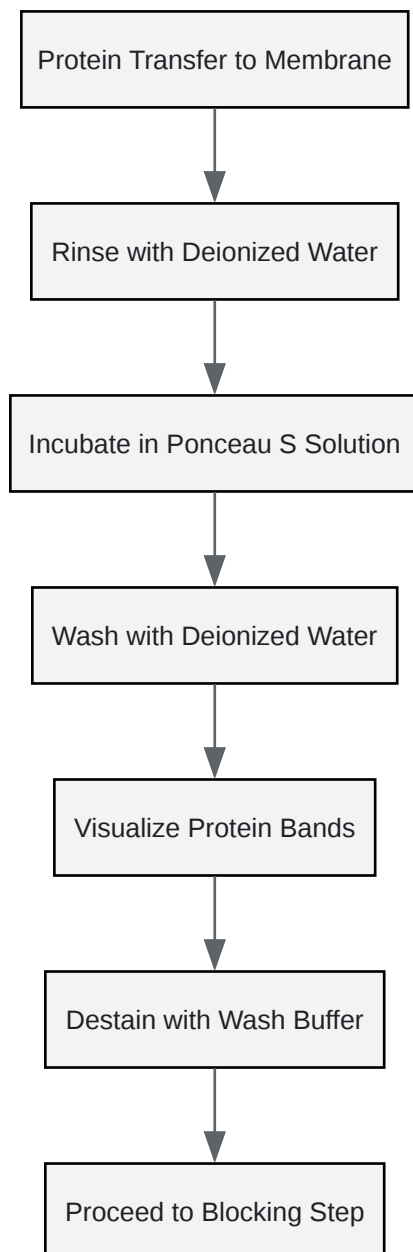 Protein Transfer to Membrane
Rinse with Deionized Water
Incubate in Ponceau S Solution
Wash with Deionized Water
Visualize Protein Bands
Destain with Wash Buffer
Proceed to Blocking Step